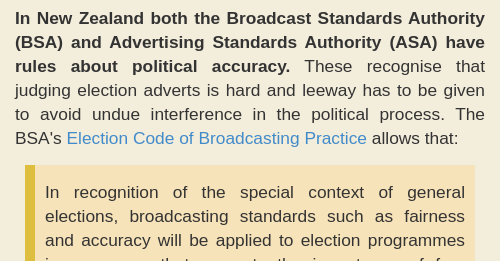 In New Zealand both the Broadcast Standards Authority
(BSA) and Advertising Standards Authority (ASA) have
rules about political accuracy. These recognise that
judging election adverts is hard and leeway has to be given
to avoid undue interference in the political process. The
BSA's Election Code of Broadcasting Practice allows that:
In recognition of the special context of general
elections, broadcasting standards such as fairness
and accuracy will be applied to election programmes